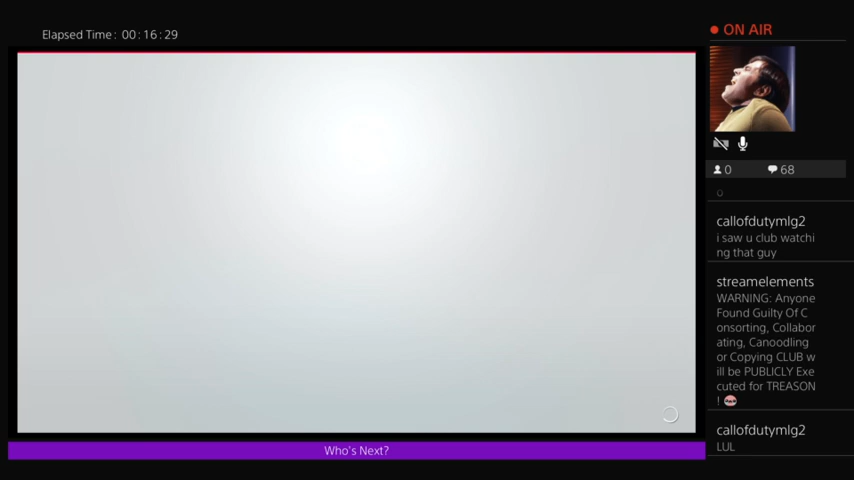 Elapsed Time: 00:16:29
ON AIR
0
68
callofdutymlg2
i saw u club watchi
ng that guy
streamelements
WARNING: Anyone
Found Guilty Of C
onsorting, Collabor
ating, Canoodling
or Copying CLUB w
ill be PUBLICLY Exe
cuted for TREASON
!
callofdutymlg2
LUL
Who's Next?